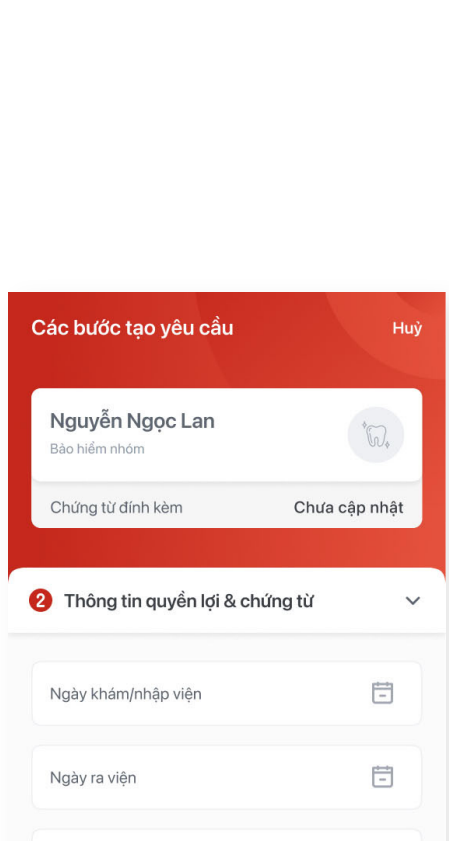 Các bước tạo yêu cầu
Huỷ
Nguyễn Ngọc Lan
Bảo hiểm nhóm
Chứng từ đính kèm
Chưa cập nhật
2 Thông tin quyền lợi & chứng từ
Ngày khám/nhập viện
Ngày ra viện